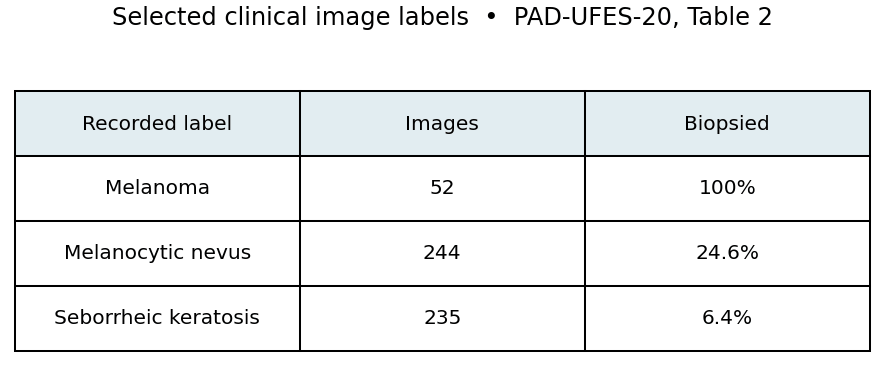 Selected clinical image labels • PAD-UFES-20, Table 2
Recorded label Images Biopsied
Melanoma 52 100%
Melanocytic nevus 244 24.6%
Seborrheic keratosis 235 6.4%